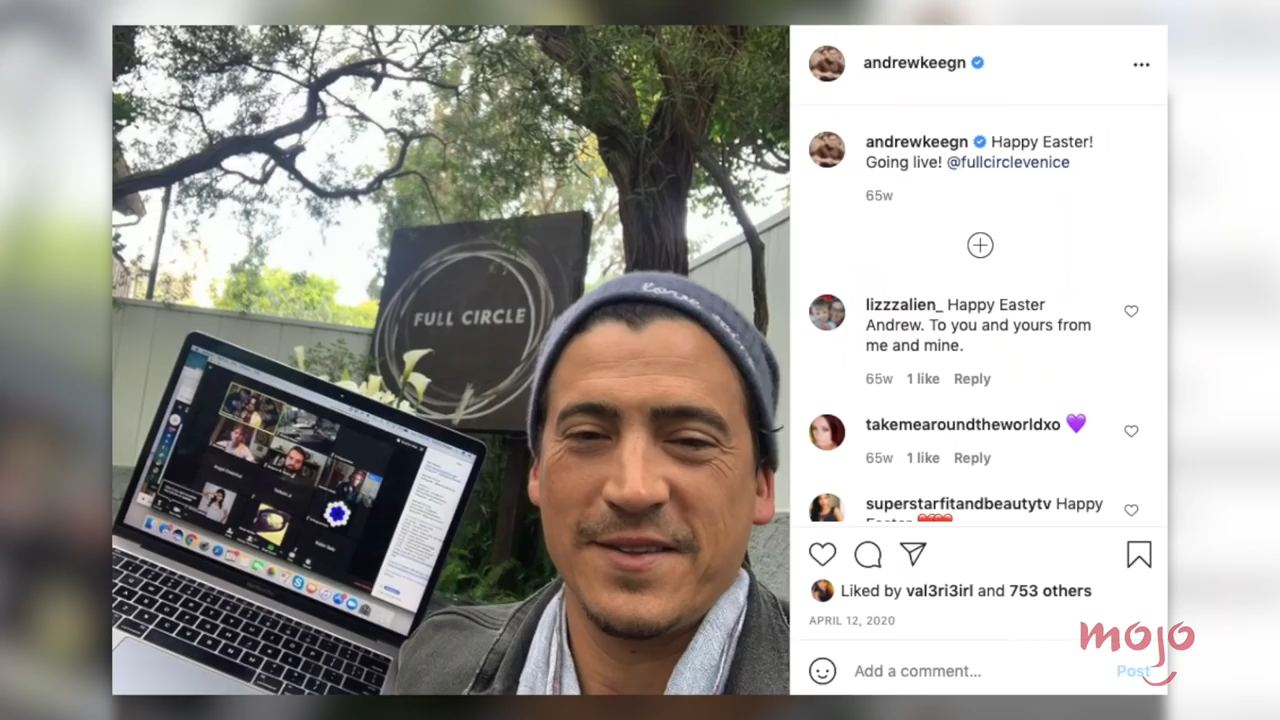 andrewkeegn
andrewkeegn Happy Easter!
Going live! @fullcirclevenice
65w
lizzzalien_ Happy Easter
Andrew. To you and yours from
me and mine.
65w 1 like Reply
takemearoundtheworldxo
65w 1 like Reply
superstarfitandbeautytv Happy
Easter
Liked by val3ri3irl and 753 others
APRIL 12, 2020
Add a comment... Post
mojo
FULL CIRCLE
love